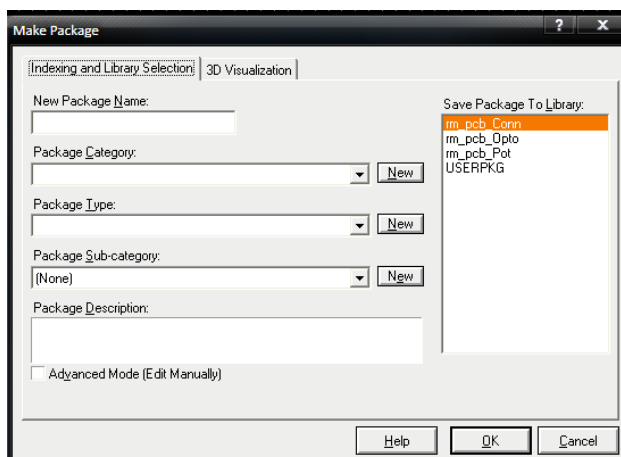 Make Package
? x
Indexing and Library Selection
3D Visualization
New Package Name:
Package Category:
New
Package Type:
New
Package Sub-category:
(None)
New
Package Description:
Advanced Mode (Edit Manually)
Save Package To Library:
rm_pcb_Conn
rm_pcb_Opto
rm_pcb_Pot
USERPKG
Help
OK
Cancel